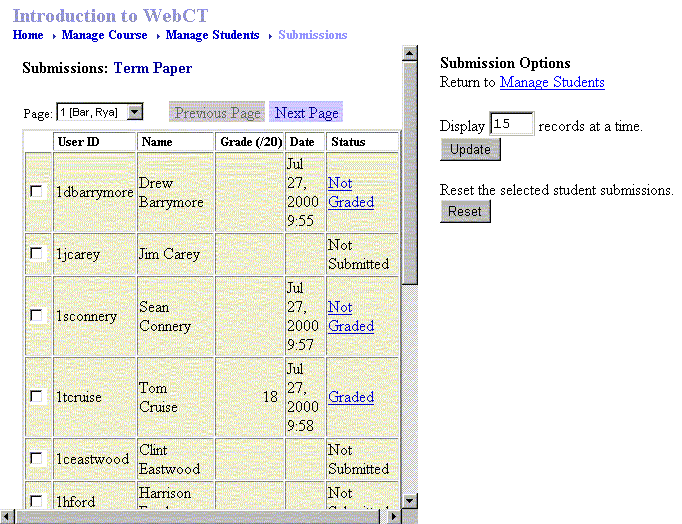 Introduction to WebCT
Home › Manage Course › Manage Students › Submissions
Submissions: Term Paper
Page: 1 [Bar, Rya] Previous Page Next Page
User ID Name Grade (/20) Date Status
1dbarrymore Drew Barrymore Jul 27, 2000 9:55 Not Graded
1jcarey Jim Carey Not Submitted
1sconnery Sean Connery Jul 27, 2000 9:57 Not Graded
1tcruise Tom Cruise 18 Jul 27, 2000 9:58 Graded
1ceastwood Clint Eastwood Not Submitted
1hford Harrison Not
Submission Options
Return to Manage Students
Display 15 records at a time.
Update
Reset the selected student submissions.
Reset